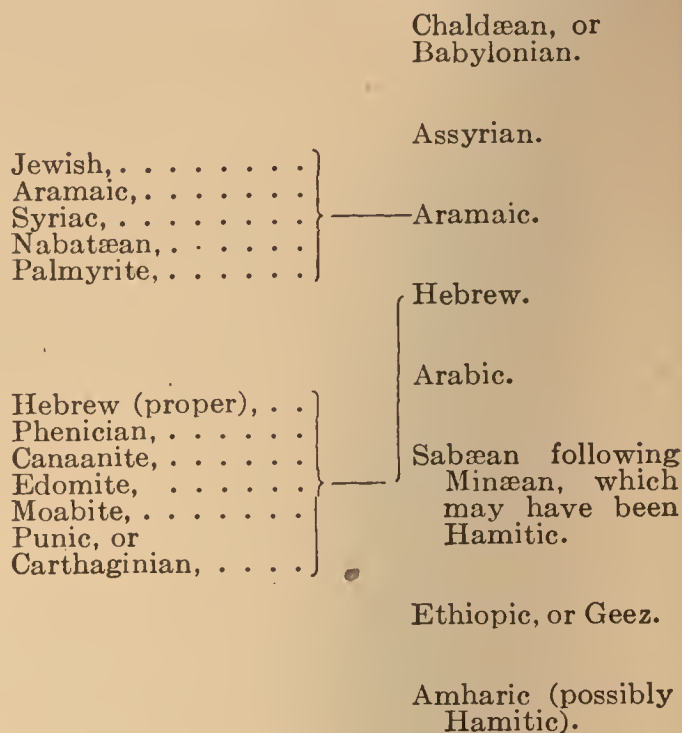 Chaldæan, or
Babylonian.
Assyrian.
Jewish, . . . . . . . .
Aramaic, . . . . . . .
Syriac, . . . . . . . .
Nabatæan, . . . . . .
Palmyrite, . . . . . .
Aramaic.
Hebrew.
Arabic.
Hebrew (proper), . .
Phenician, . . . . . .
Canaanite, . . . . . .
Edomite, . . . . . .
Moabite, . . . . . . .
Punic, or
Carthaginian, . . . .
Sabæan following
Minæan, which
may have been
Hamitic.
Ethiopic, or Geez.
Amharic (possibly
Hamitic).